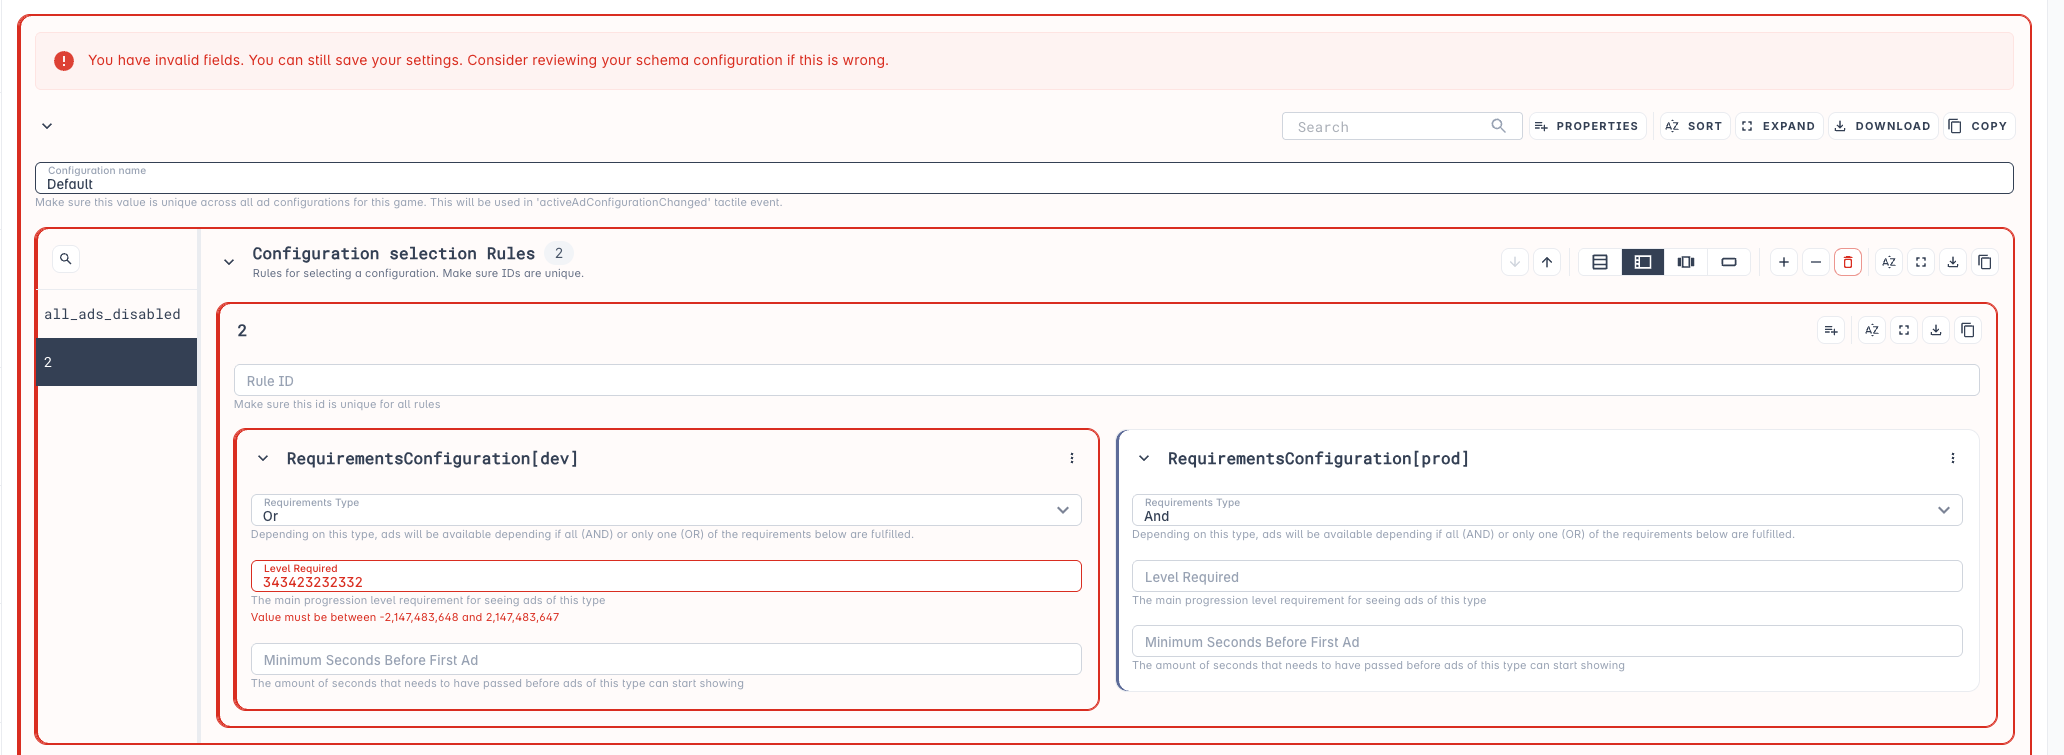 You have invalid fields. You can still save your settings. Consider reviewing your schema configuration if this is wrong.
Search
PROPERTIES
SORT
EXPAND
DOWNLOAD
COPY
Configuration name
Default
Make sure this value is unique across all ad configurations for this game. This will be used in 'activeAdConfigurationChanged' tactile event.
all_ads_disabled
2
Configuration selection Rules 2
Rules for selecting a configuration. Make sure IDs are unique.
2
Rule ID
Make sure this id is unique for all rules
RequirementsConfiguration[dev]
Requirements Type
Or
Depending on this type, ads will be available depending if all (AND) or only one (OR) of the requirements below are fulfilled.
Level Required
343423232332
The main progression level requirement for seeing ads of this type
Value must be between -2,147,483,648 and 2,147,483,647
Minimum Seconds Before First Ad
The amount of seconds that needs to have passed before ads of this type can start showing
RequirementsConfiguration[prod]
Requirements Type
And
Depending on this type, ads will be available depending if all (AND) or only one (OR) of the requirements below are fulfilled.
Level Required
The main progression level requirement for seeing ads of this type
Minimum Seconds Before First Ad
The amount of seconds that needs to have passed before ads of this type can start showing